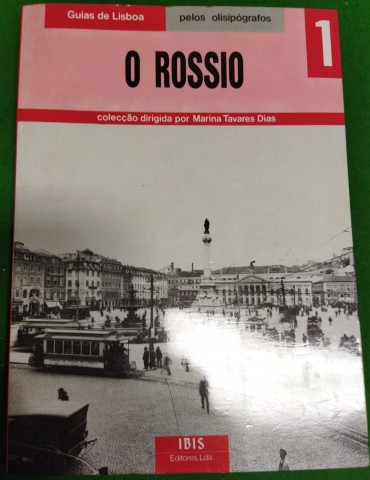 Guias de Lisboa
pelos olisipógrafos
1
O ROSSIO
colecção dirigida por Marina Tavares Dias
IBIS
Editores, Lda.